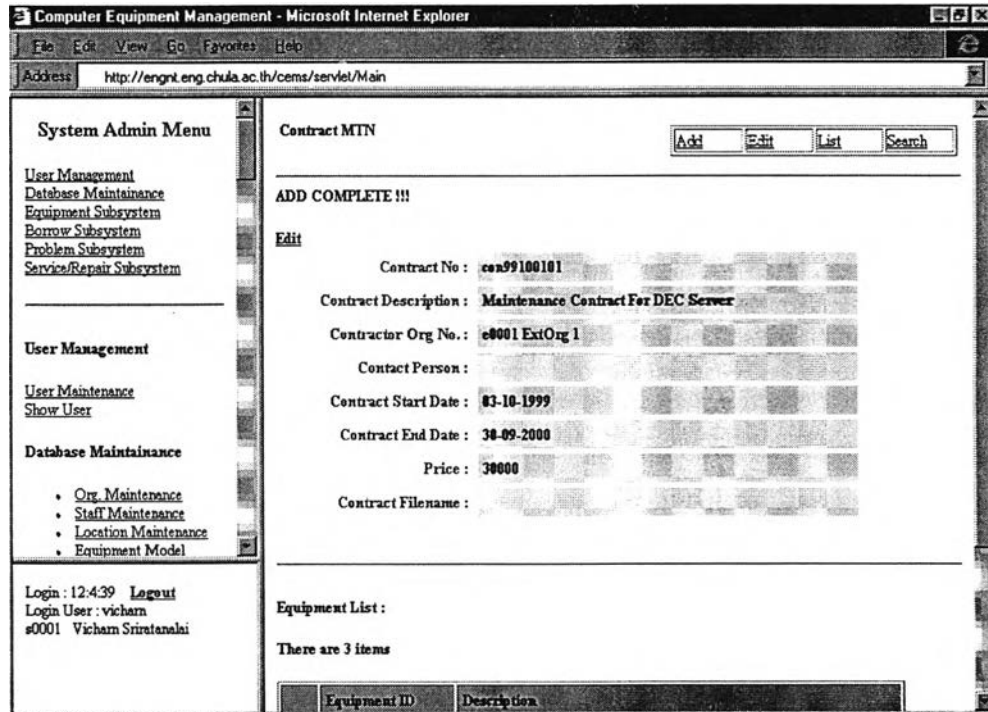 Computer Equipment Management - Microsoft Internet Explorer
File Edit View Go Favorites Help
Address http://engnt.eng.chula.ac.th/cems/servlet/Main
System Admin Menu
User Management
Database Maintainance
Equipment Subsystem
Borrow Subsystem
Problem Subsystem
Service/Repair Subsystem
User Management
User Maintenance
Show User
Database Maintainance
• Org. Maintenance
• Staff Maintenance
• Location Maintenance
• Equipment Model
Login : 12:4:39 Logout
Login User : vicharn
s0001 Vicharn Sriratanalai
Contract MTN
Add Edit List Search
ADD COMPLETE !!!
Edit
Contract No : con99100101
Contract Description : Maintenance Contract For DEC Server
Contractor Org No. : e0001 ExtOrg 1
Contact Person :
Contract Start Date : 03-10-1999
Contract End Date : 30-09-2000
Price : 30000
Contract Filename :
Equipment List :
There are 3 items
Equipment ID Description